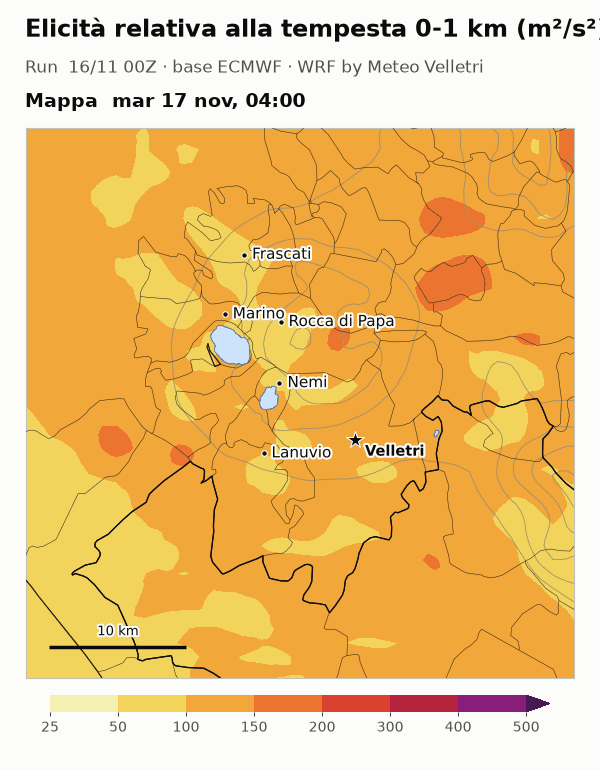 Elicità relativa alla tempesta 0-1 km (m²/s²)
Run  16/11 00Z · base ECMWF · WRF by Meteo Velletri
Mappa  mar 17 nov, 04:00
Frascati
Marino
Rocca di Papa
Nemi
Velletri
Lanuvio
10 km
25 50 100 150 200 300 400 500